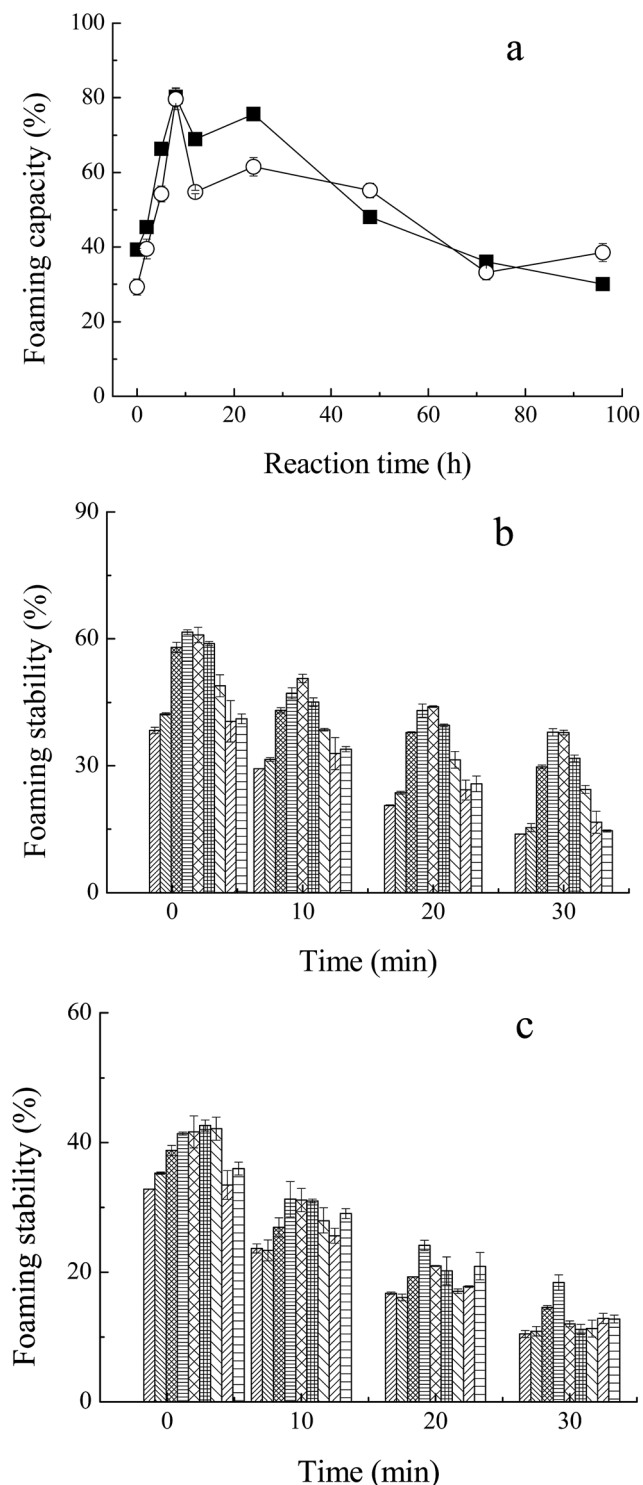 a
Foaming capacity (%)
100
80
60
40
20
0
0 20 40 60 80 100
Reaction time (h)
b
Foaming stability (%)
90
60
30
0
0 10 20 30
Time (min)
c
Foaming stability (%)
60
40
20
0
0 10 20 30
Time (min)